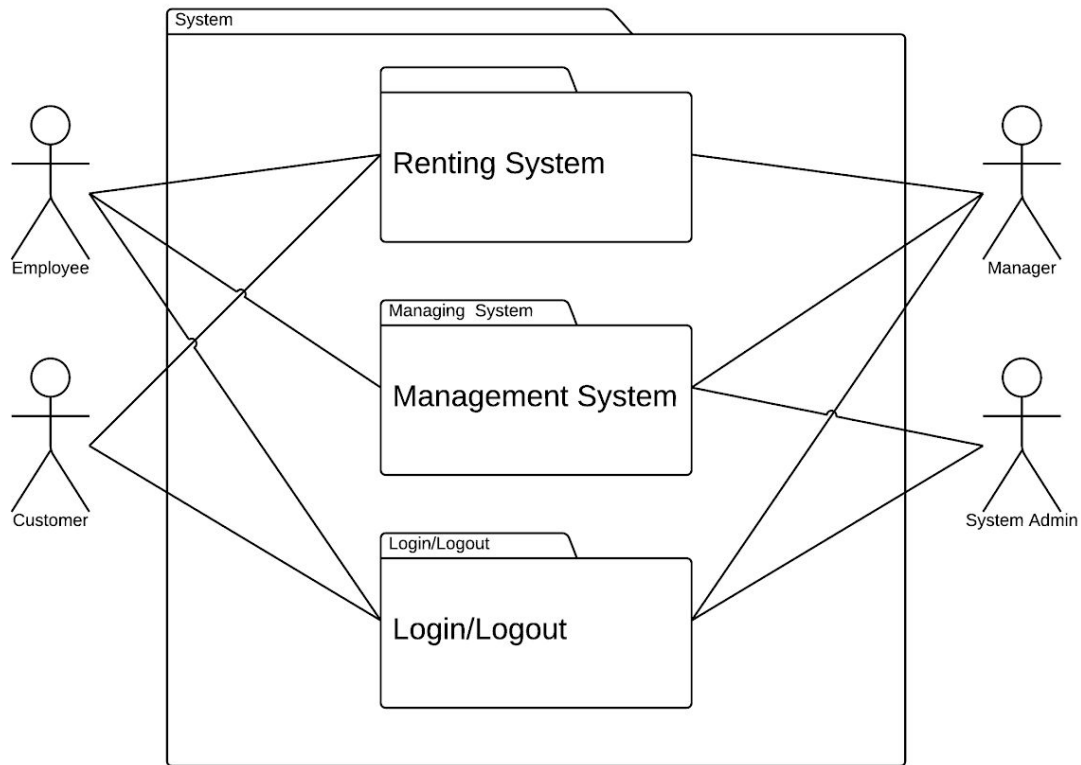 System
Renting System
Employee
Manager
Managing System
Management System
Customer
System Admin
Login/Logout
Login/Logout